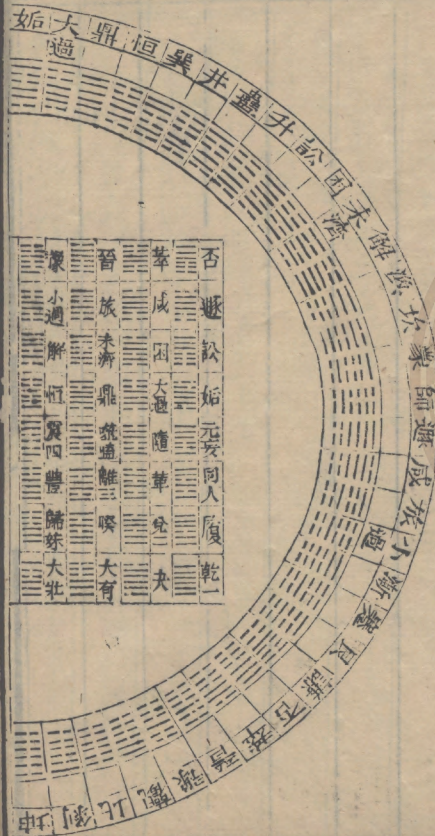 姤大過鼎恒巽井蠱升訟困未濟解渙坎蒙師遯咸旅小過漸蹇艮謙否萃晉豫觀比剝坤
否遯訟姤无妄同人履乾一
萃咸困大過隨革兌二夬
晉旅未濟鼎噬嗑離三睽大有
豫小過解恒震四豐歸妹大壯